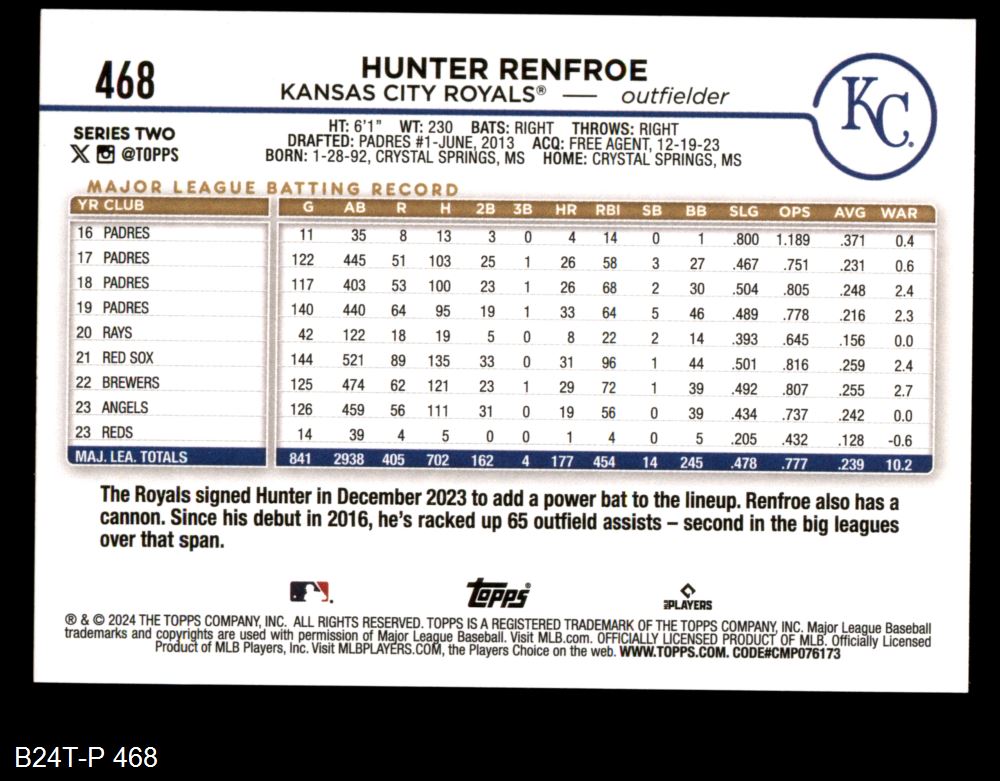 468
HUNTER RENFROE
KANSAS CITY ROYALS® — outfielder
KC.
SERIES TWO
X @TOPPS
HT: 6'1" WT: 230 BATS: RIGHT THROWS: RIGHT
DRAFTED: PADRES #1-JUNE, 2013 ACQ: FREE AGENT, 12-19-23
BORN: 1-28-92, CRYSTAL SPRINGS, MS HOME: CRYSTAL SPRINGS, MS
MAJOR LEAGUE BATTING RECORD
YR CLUB G AB R H 2B 3B HR RBI SB BB SLG OPS AVG WAR
16 PADRES 11 35 8 13 3 0 4 14 0 1 .800 1.189 .371 0.4
17 PADRES 122 445 51 103 25 1 26 58 3 27 .467 .751 .231 0.6
18 PADRES 117 403 53 100 23 1 26 68 2 30 .504 .805 .248 2.4
19 PADRES 140 440 64 95 19 1 33 64 5 46 .489 .778 .216 2.3
20 RAYS 42 122 18 19 5 0 8 22 2 14 .393 .645 .156 0.0
21 RED SOX 144 521 89 135 33 0 31 96 1 44 .501 .816 .259 2.4
22 BREWERS 125 474 62 121 23 1 29 72 1 39 .492 .807 .255 2.7
23 ANGELS 126 459 56 111 31 0 19 56 0 39 .434 .737 .242 0.0
23 REDS 14 39 4 5 0 0 1 4 0 5 .205 .432 .128 -0.6
MAJ. LEA. TOTALS 841 2938 405 702 162 4 177 454 14 245 .478 .777 .239 10.2
The Royals signed Hunter in December 2023 to add a power bat to the lineup. Renfroe also has a
cannon. Since his debut in 2016, he's racked up 65 outfield assists – second in the big leagues
over that span.
Topps®
MLB PLAYERS
® & © 2024 THE TOPPS COMPANY, INC. ALL RIGHTS RESERVED. TOPPS IS A REGISTERED TRADEMARK OF THE TOPPS COMPANY, INC. Major League Baseball
trademarks and copyrights are used with permission of Major League Baseball. Visit MLB.com. OFFICIALLY LICENSED PRODUCT OF MLB. Officially Licensed
Product of MLB Players, Inc. Visit MLBPLAYERS.COM, the Players Choice on the web. WWW.TOPPS.COM. CODE#CMP076173
B24T-P 468